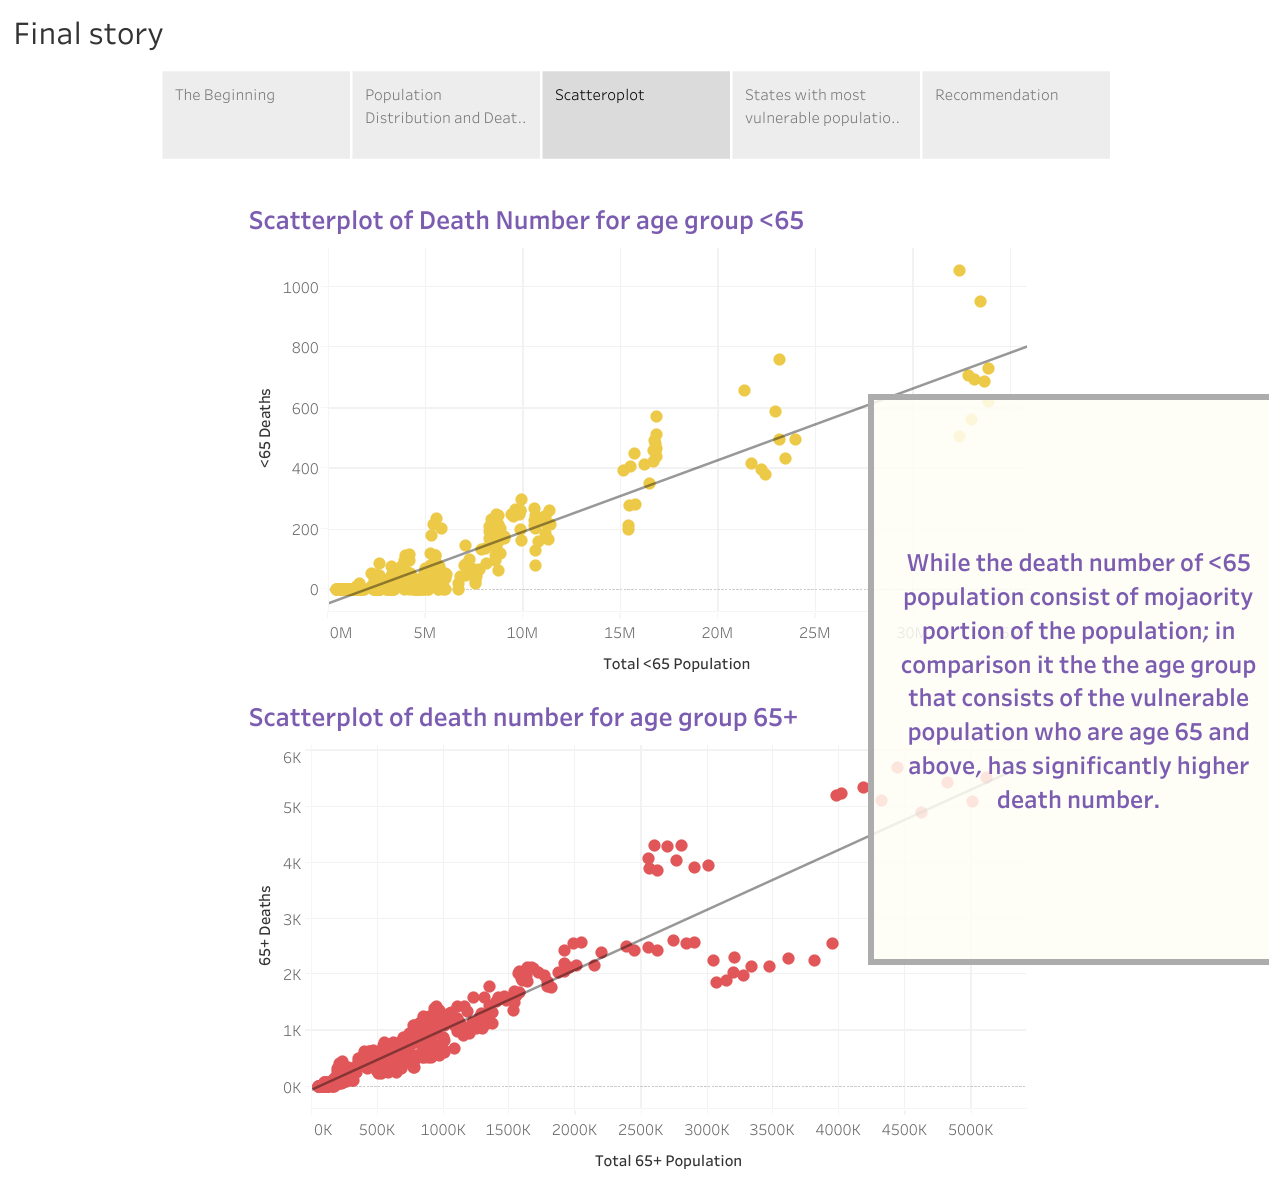 Final story
The Beginning
Population
Distribution and Deat..
Scatteroplot
States with most
vulnerable populatio..
Recommendation
Scatterplot of Death Number for age group <65
1000
800
600
400
200
0
<65 Deaths
0M 5M 10M 15M 20M 25M 30M
Total <65 Population
While the death number of <65
population consist of mojaority
portion of the population; in
comparison it the the age group
that consists of the vulnerable
population who are age 65 and
above, has significantly higher
death number.
Scatterplot of death number for age group 65+
6K
5K
4K
3K
2K
1K
0K
65+ Deaths
0K 500K 1000K 1500K 2000K 2500K 3000K 3500K 4000K 4500K 5000K
Total 65+ Population